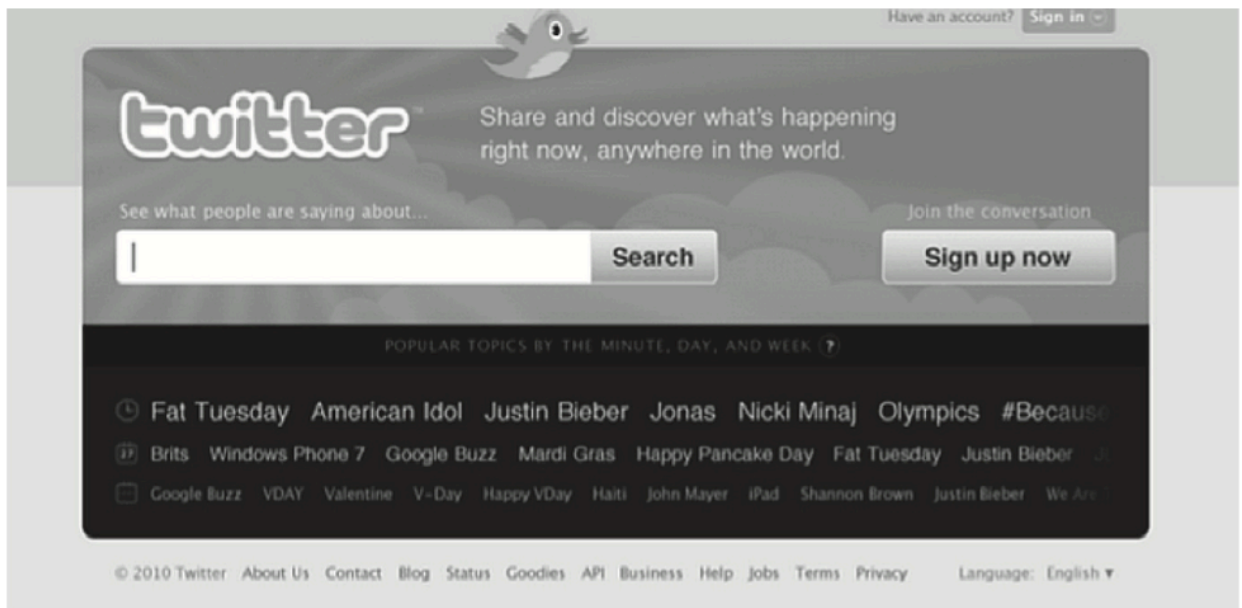 Have an account? Sign in
twitter™
Share and discover what's happening
right now, anywhere in the world.
See what people are saying about...
Join the conversation
Search
Sign up now
POPULAR TOPICS BY THE MINUTE, DAY, AND WEEK ?
Fat Tuesday American Idol Justin Bieber Jonas Nicki Minaj Olympics #Because
Brits Windows Phone 7 Google Buzz Mardi Gras Happy Pancake Day Fat Tuesday Justin Bieber
Google Buzz VDAY Valentine V-Day Happy VDay Haiti John Mayer iPad Shannon Brown Justin Bieber We Are
© 2010 Twitter About Us Contact Blog Status Goodies API Business Help Jobs Terms Privacy Language: English